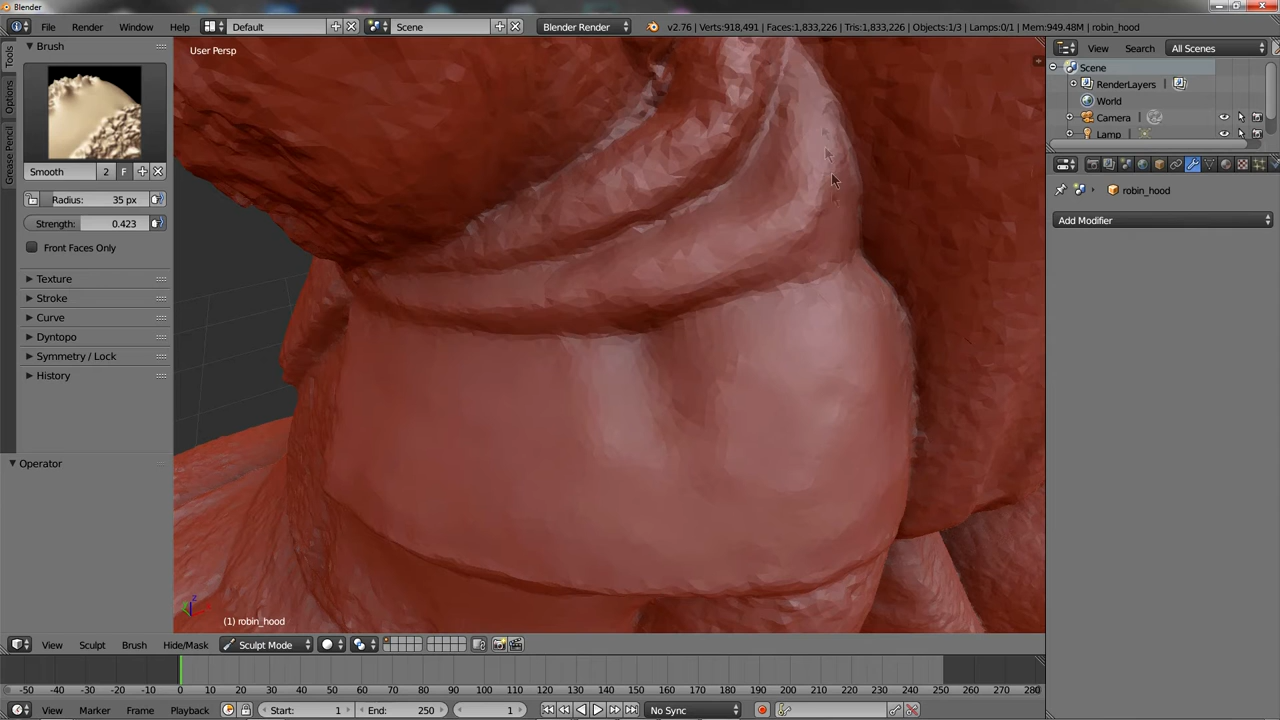 Blender
File Render Window Help Default Scene Blender Render v2.76 | Verts:918,491 | Faces:1,833,226 | Tris:1,833,226 | Objects:1/3 | Lamps:0/1 | Mem:949.48M | robin_hood
Tools
Options
Grease Pencil
Brush
Smooth 2 F
Radius: 35 px
Strength: 0.423
Front Faces Only
Texture
Stroke
Curve
Dyntopo
Symmetry / Lock
History
Operator
User Persp
z
(1) robin_hood
View Search All Scenes
Scene
RenderLayers
World
Camera
Lamp
robin_hood
Add Modifier
View Sculpt Brush Hide/Mask Sculpt Mode
-50 -40 -30 -20 -10 0 10 20 30 40 50 60 70 80 90 100 110 120 130 140 150 160 170 180 190 200 210 220 230 240 250 260 270 280
View Marker Frame Playback Start: 1 End: 250 1 No Sync